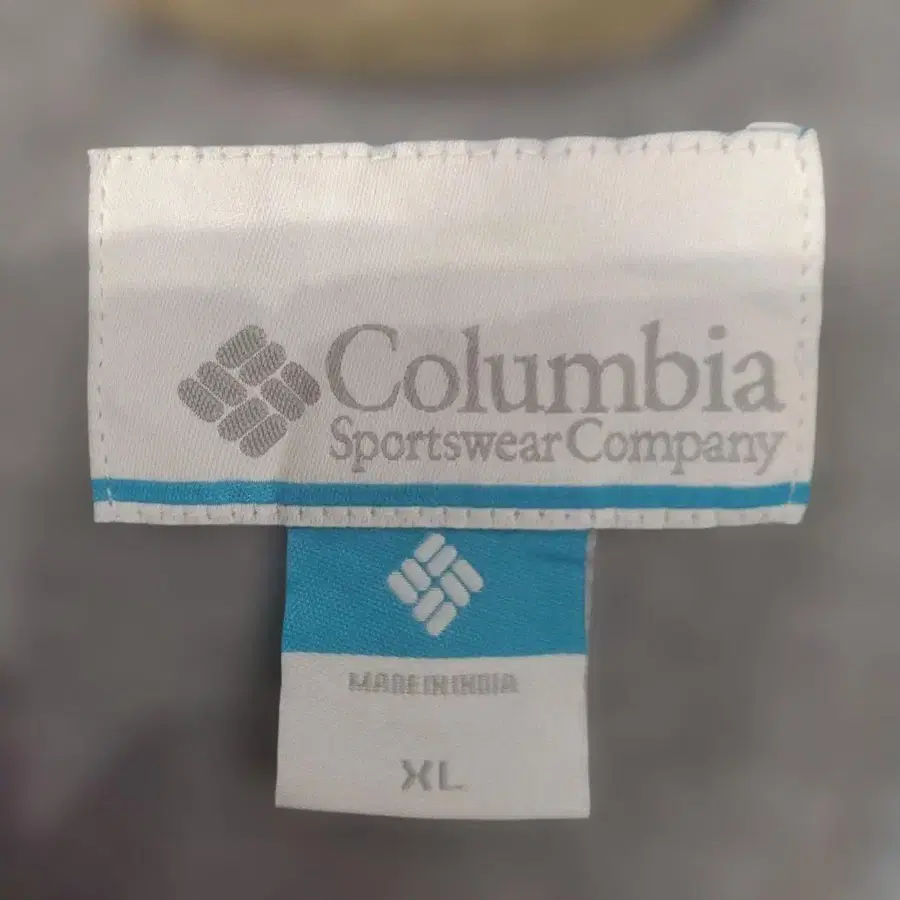 Columbia
Sportswear Company
MADE IN INDIA
XL